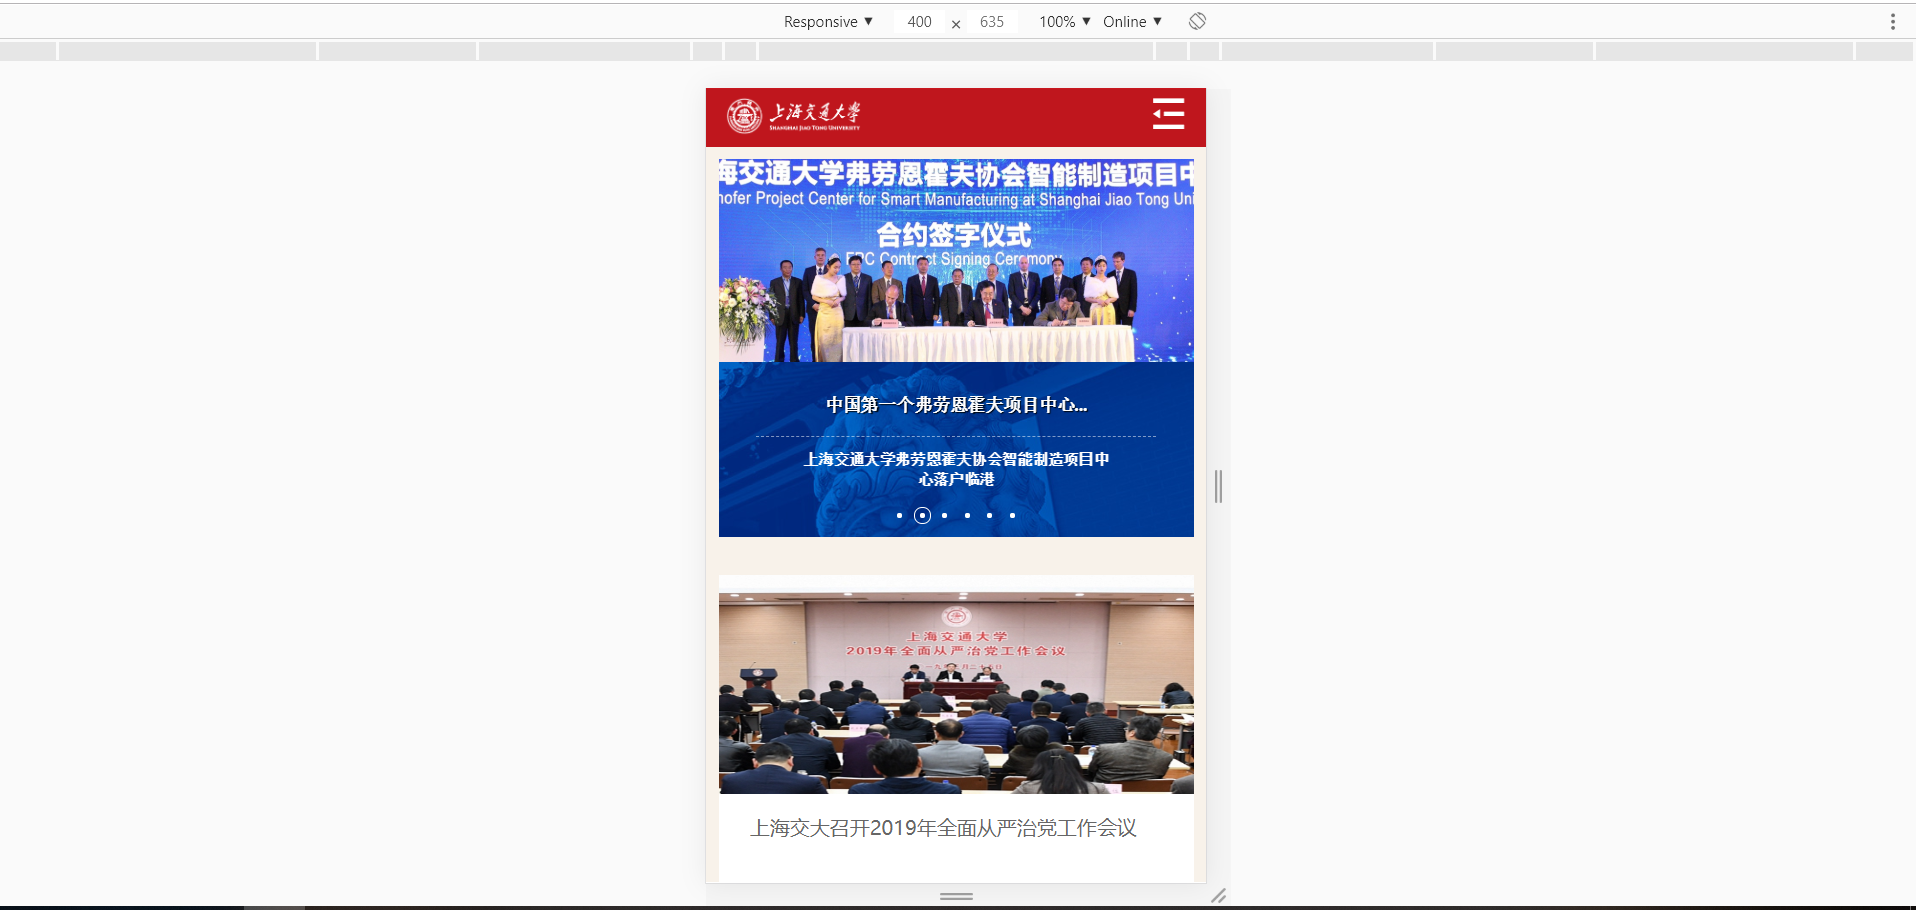 Responsive ▼ 400 × 635 100% ▼ Online ▼
上海交通大学
SHANGHAI JIAO TONG UNIVERSITY
海交通大学弗劳恩霍夫协会智能制造项目中
hofer Project Center for Smart Manufacturing at Shanghai Jiao Tong Uni
合约签字仪式
EPC Contract Signing Ceremony
中国第一个弗劳恩霍夫项目中心...
上海交通大学弗劳恩霍夫协会智能制造项目中
心落户临港
上海交通大学
2019年全面从严治党工作会议
上海交大召开2019年全面从严治党工作会议